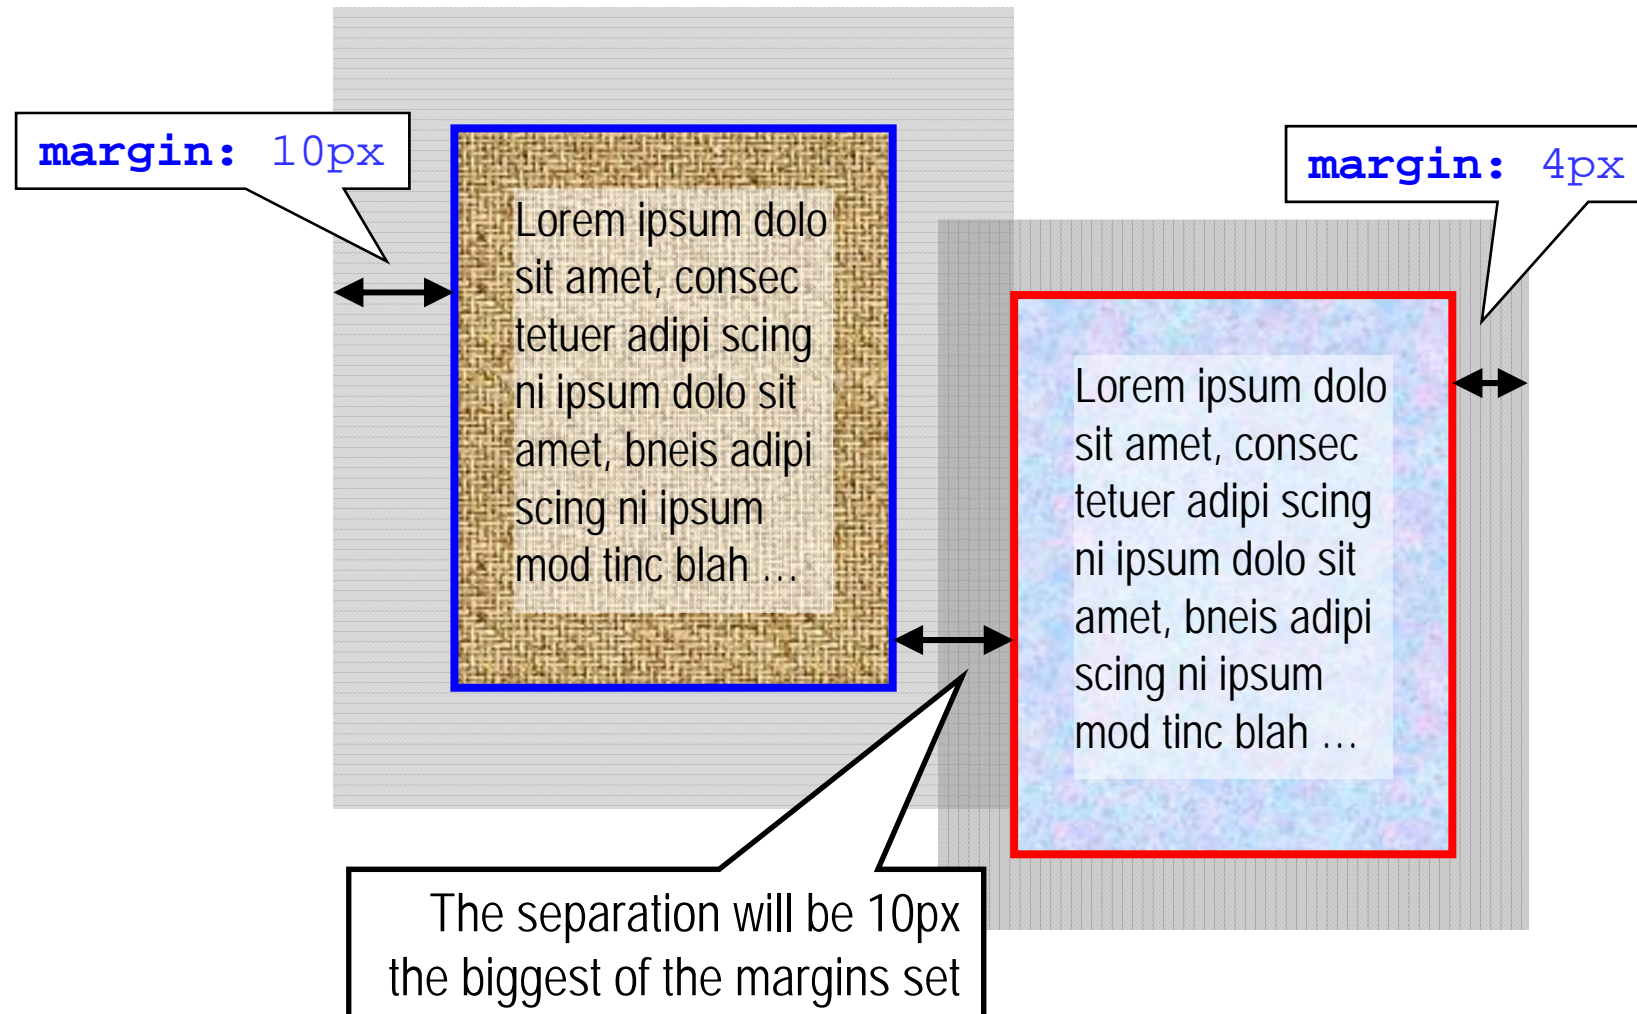 margin: 10px
margin: 4px
Lorem ipsum dolo
sit amet, consec
tetuer adipi scing
ni ipsum dolo sit
amet, bneis adipi
scing ni ipsum
mod tinc blah …
Lorem ipsum dolo
sit amet, consec
tetuer adipi scing
ni ipsum dolo sit
amet, bneis adipi
scing ni ipsum
mod tinc blah …
The separation will be 10px
the biggest of the margins set